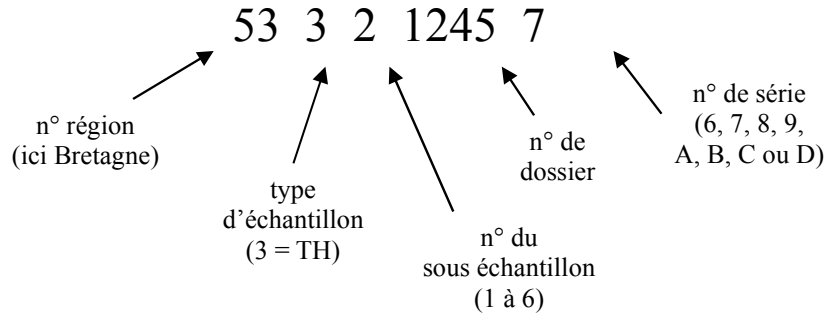 53 3 2 1245 7
n° région
(ici Bretagne)
type
d’échantillon
(3 = TH)
n° du
sous échantillon
(1 à 6)
n° de
dossier
n° de série
(6, 7, 8, 9,
A, B, C ou D)